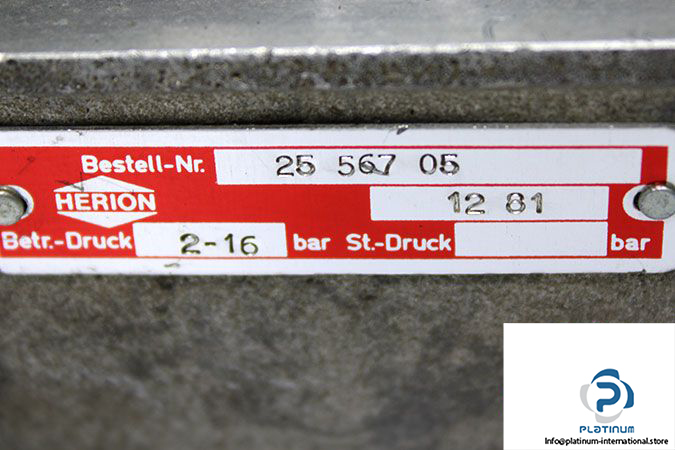 Bestell-Nr. 25 567 05
HERION 12 81
Betr.-Druck 2-16 bar St.-Druck bar
PLATINUM
Info@platinum-international.store